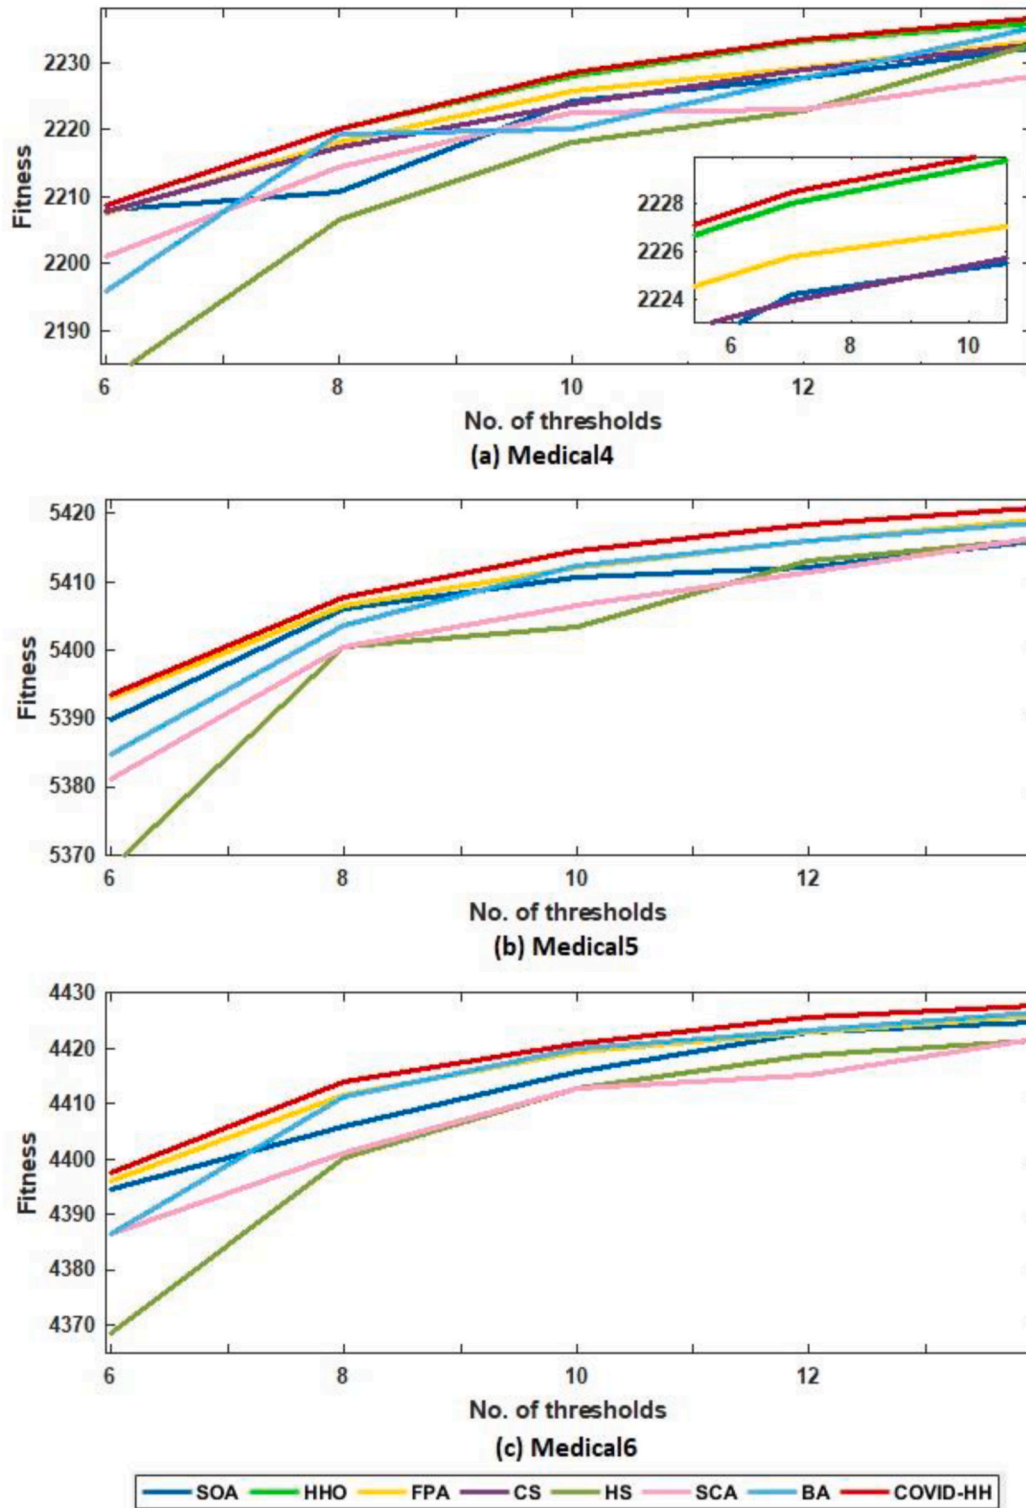 2230
2220
2210
2200
2190
Fitness
2228
2226
2224
6 8 10
6 8 10 12
No. of thresholds
(a) Medical4
5420
5410
5400
5390
5380
5370
Fitness
6 8 10 12
No. of thresholds
(b) Medical5
4430
4420
4410
4400
4390
4380
4370
Fitness
6 8 10 12
No. of thresholds
(c) Medical6
SOA HHO FPA CS HS SCA BA COVID-HH